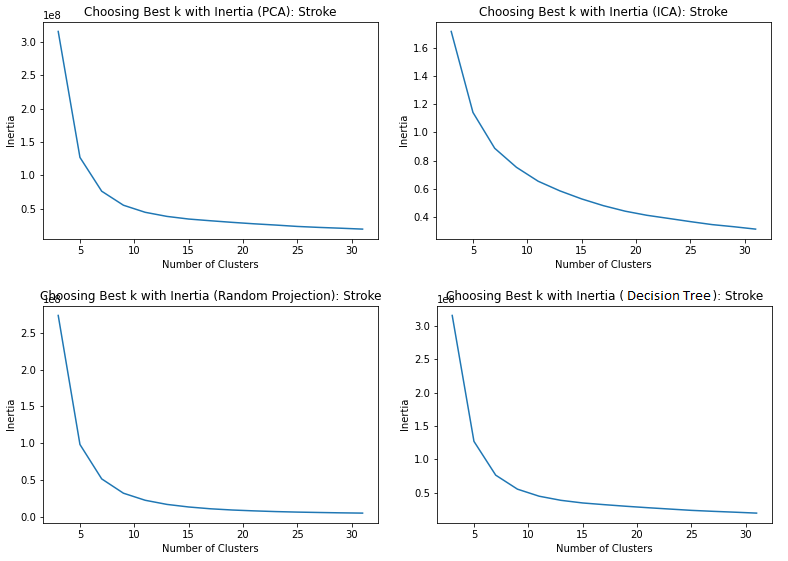 Choosing Best k with Inertia (PCA): Stroke
1e8
3.0
2.5
2.0
1.5
1.0
0.5
Inertia
5 10 15 20 25 30
Number of Clusters
Choosing Best k with Inertia (ICA): Stroke
1.6
1.4
1.2
1.0
0.8
0.6
0.4
Inertia
5 10 15 20 25 30
Number of Clusters
Choosing Best k with Inertia (Random Projection): Stroke
1e8
2.5
2.0
1.5
1.0
0.5
0.0
Inertia
5 10 15 20 25 30
Number of Clusters
Choosing Best k with Inertia ( Decision Tree ): Stroke
1e8
3.0
2.5
2.0
1.5
1.0
0.5
Inertia
5 10 15 20 25 30
Number of Clusters